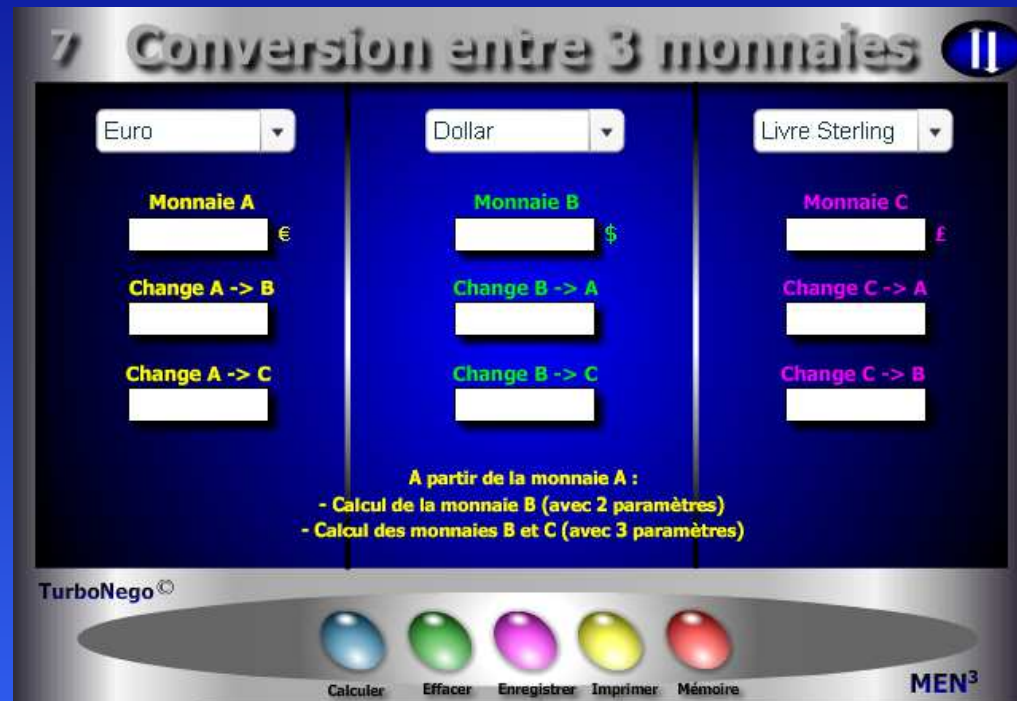 7 Conversion entre 3 monnaies
Euro
Dollar
Livre Sterling
Monnaie A
€
Monnaie B
$
Monnaie C
£
Change A -> B
Change B -> A
Change C -> A
Change A -> C
Change B -> C
Change C -> B
A partir de la monnaie A :
- Calcul de la monnaie B (avec 2 paramètres)
- Calcul des monnaies B et C (avec 3 paramètres)
TurboNego©
Calculer
Effacer
Enregistrer
Imprimer
Mémoire
MEN³